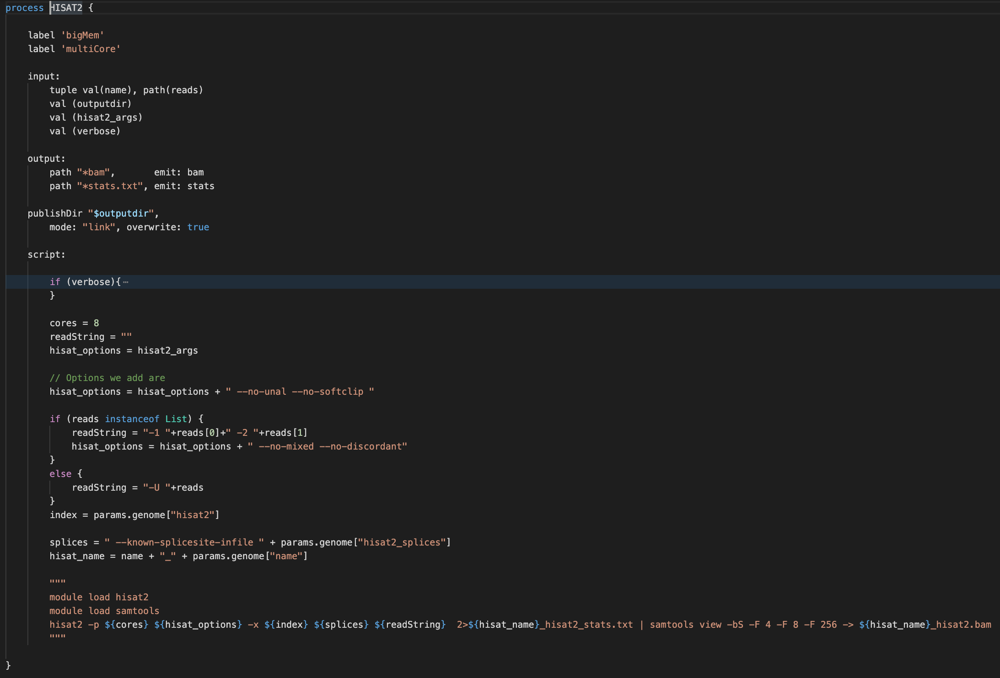 process HISAT2 {
label 'bigMem'
label 'multiCore'
input:
tuple val(name), path(reads)
val (outputdir)
val (hisat2_args)
val (verbose)
output:
path "*bam",       emit: bam
path "*stats.txt", emit: stats
publishDir "$outputdir",
mode: "link", overwrite: true
script:
if (verbose){⋯
}
cores = 8
readString = ""
hisat_options = hisat2_args
// Options we add are
hisat_options = hisat_options + " --no-unal --no-softclip "
if (reads instanceof List) {
readString = "-1 "+reads[0]+" -2 "+reads[1]
hisat_options = hisat_options + " --no-mixed --no-discordant"
}
else {
readString = "-U "+reads
}
index = params.genome["hisat2"]
splices = " --known-splicesite-infile " + params.genome["hisat2_splices"]
hisat_name = name + "_" + params.genome["name"]
"""
module load hisat2
module load samtools
hisat2 -p ${cores} ${hisat_options} -x ${index} ${splices} ${readString}  2>${hisat_name}_hisat2_stats.txt | samtools view -bS -F 4 -F 8 -F 256 -> ${hisat_name}_hisat2.bam
"""
}